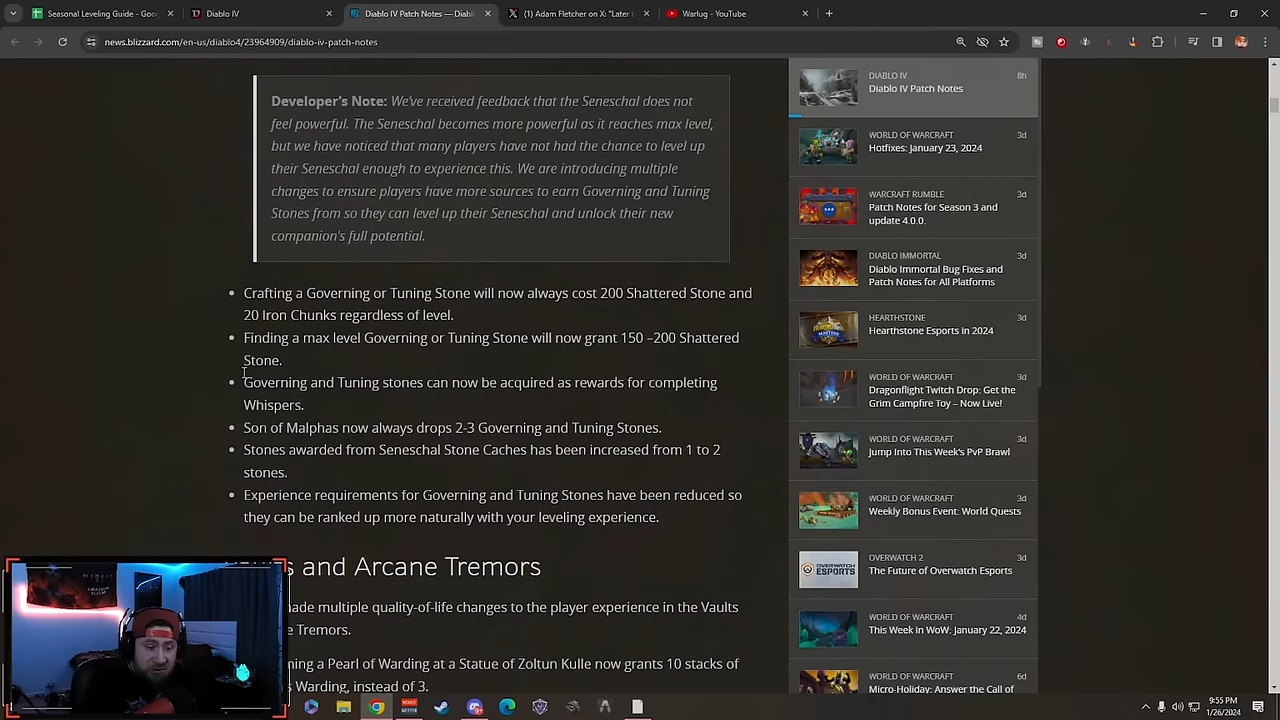 Seasonal Leveling Guide - Goo
Diablo IV
Diablo IV Patch Notes — Diabl
(1) Adam Fletcher on X: "Later t
Warlug - YouTube
news.blizzard.com/en-us/diablo4/23964909/diablo-iv-patch-notes
Developer's Note: We've received feedback that the Seneschal does not
feel powerful. The Seneschal becomes more powerful as it reaches max level,
but we have noticed that many players have not had the chance to level up
their Seneschal enough to experience this. We are introducing multiple
changes to ensure players have more sources to earn Governing and Tuning
Stones from so they can level up their Seneschal and unlock their new
companion's full potential.
Crafting a Governing or Tuning Stone will now always cost 200 Shattered Stone and
20 Iron Chunks regardless of level.
Finding a max level Governing or Tuning Stone will now grant 150 –200 Shattered
Stone.
Governing and Tuning stones can now be acquired as rewards for completing
Whispers.
Son of Malphas now always drops 2-3 Governing and Tuning Stones.
Stones awarded from Seneschal Stone Caches has been increased from 1 to 2
stones.
Experience requirements for Governing and Tuning Stones have been reduced so
they can be ranked up more naturally with your leveling experience.
and Arcane Tremors
made multiple quality-of-life changes to the player experience in the Vaults
Tremors.
ning a Pearl of Warding at a Statue of Zoltun Kulle now grants 10 stacks of
Warding, instead of 3.
DIABLO IV
8h
Diablo IV Patch Notes
WORLD OF WARCRAFT
3d
Hotfixes: January 23, 2024
WARCRAFT RUMBLE
3d
Patch Notes for Season 3 and
update 4.0.0.
DIABLO IMMORTAL
3d
Diablo Immortal Bug Fixes and
Patch Notes for All Platforms
HEARTHSTONE
3d
Hearthstone Esports in 2024
WORLD OF WARCRAFT
3d
Dragonflight Twitch Drop: Get the
Grim Campfire Toy – Now Live!
WORLD OF WARCRAFT
3d
Jump Into This Week's PvP Brawl
WORLD OF WARCRAFT
3d
Weekly Bonus Event: World Quests
OVERWATCH 2
3d
The Future of Overwatch Esports
WORLD OF WARCRAFT
4d
This Week in WoW: January 22, 2024
WORLD OF WARCRAFT
6d
Micro-Holiday: Answer the Call of
9:55 PM
1/26/2024